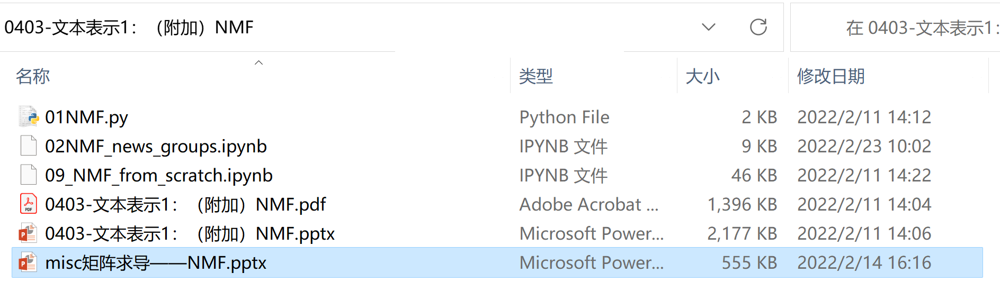 0403-文本表示1：（附加）NMF
在 0403-文本表示1：
名称 类型 大小 修改日期
01NMF.py Python File 2 KB 2022/2/11 14:12
02NMF_news_groups.ipynb IPYNB 文件 9 KB 2022/2/23 10:02
09_NMF_from_scratch.ipynb IPYNB 文件 46 KB 2022/2/11 14:22
0403-文本表示1：（附加）NMF.pdf Adobe Acrobat ... 1,396 KB 2022/2/11 14:04
0403-文本表示1：（附加）NMF.pptx Microsoft Power... 2,177 KB 2022/2/11 14:06
misc矩阵求导——NMF.pptx Microsoft Power... 555 KB 2022/2/14 16:16